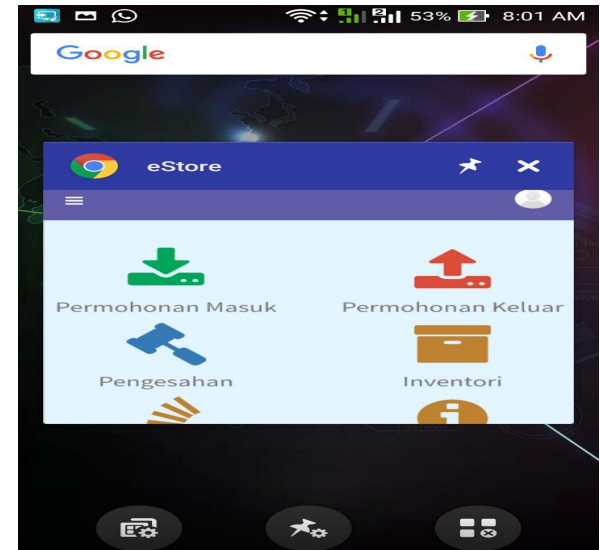 53% 8:01 AM
Google
eStore
Permohonan Masuk
Permohonan Keluar
Pengesahan
Inventori